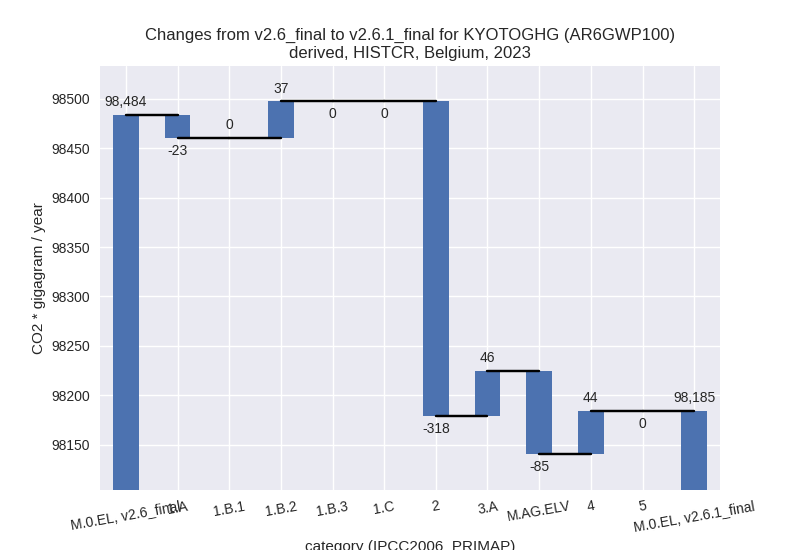 Changes from v2.6_final to v2.6.1_final for KYOTOGHG (AR6GWP100)
derived, HISTCR, Belgium, 2023
CO2 * gigagram / year
98500
98450
98400
98350
98300
98250
98200
98150
98,484
-23
0
37
0
0
-318
46
-85
44
0
98,185
M.0.EL, v2.6_final
1.A
1.B.1
1.B.2
1.B.3
1.C
2
3.A
M.AG.ELV
4
5
M.0.EL, v2.6.1_final
category (IPCC2006_PRIMAP)